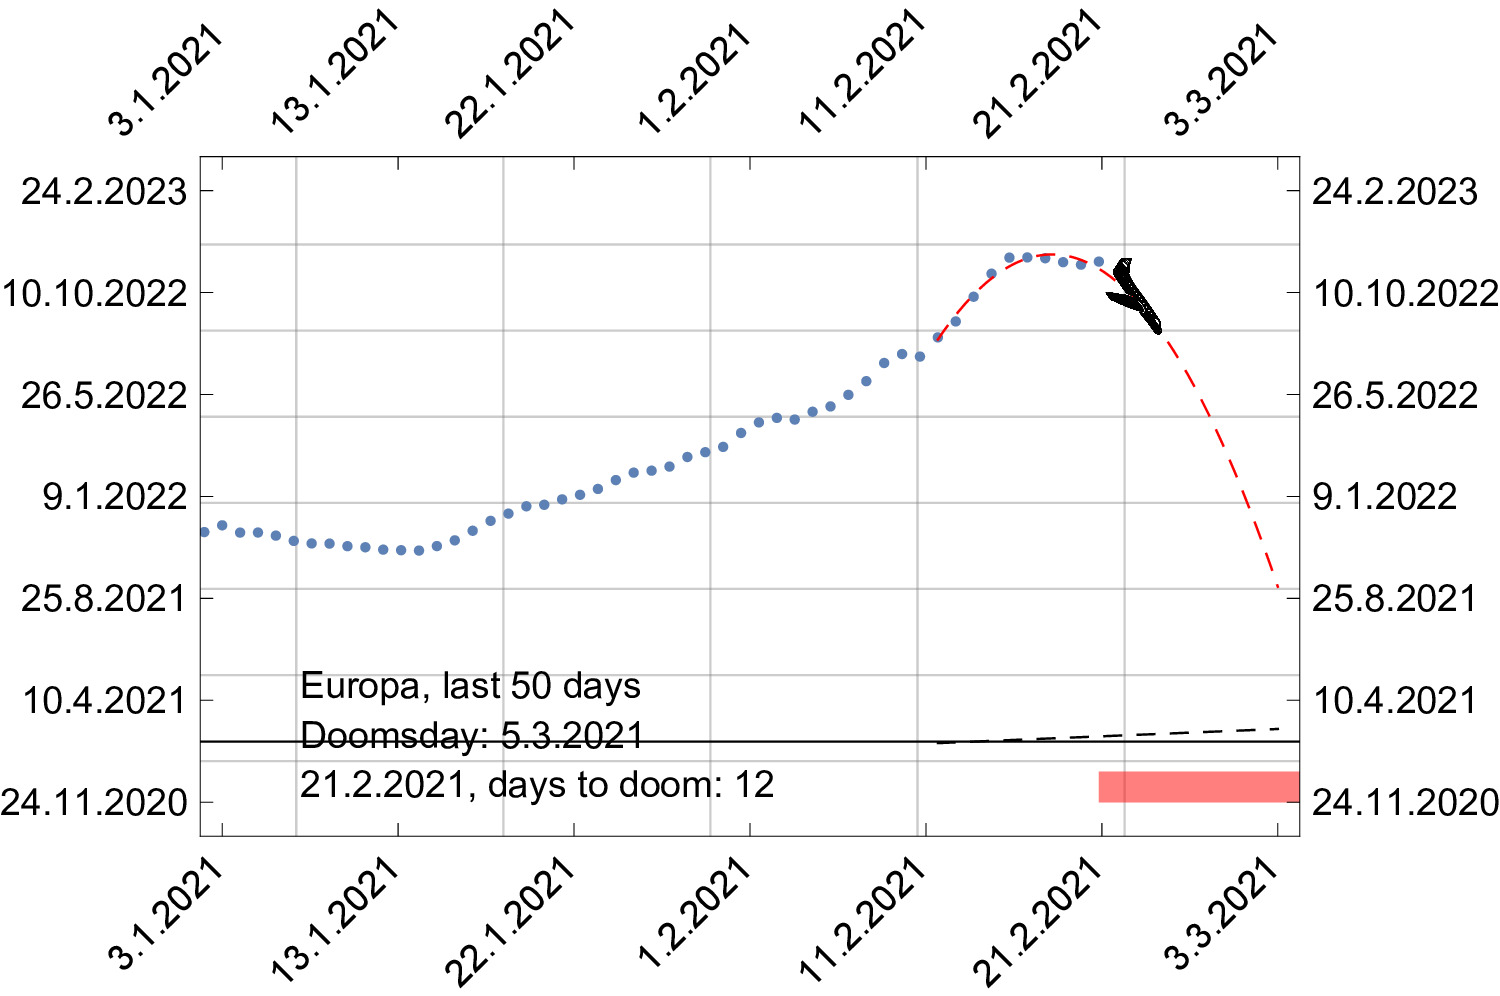 3.1.2021 13.1.2021 22.1.2021 1.2.2021 11.2.2021 21.2.2021 3.3.2021
24.2.2023 24.2.2023
10.10.2022 10.10.2022
26.5.2022 26.5.2022
9.1.2022 9.1.2022
25.8.2021 25.8.2021
Europa, last 50 days
10.4.2021 10.4.2021
Doomsday: 5.3.2021
21.2.2021, days to doom: 12
24.11.2020 24.11.2020
3.1.2021 13.1.2021 22.1.2021 1.2.2021 11.2.2021 21.2.2021 3.3.2021